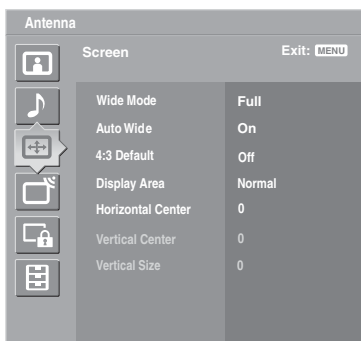 Antenna
Screen Exit: MENU
Wide Mode Full
Auto Wide On
4:3 Default Off
Display Area Normal
Horizontal Center 0
Vertical Center 0
Vertical Size 0